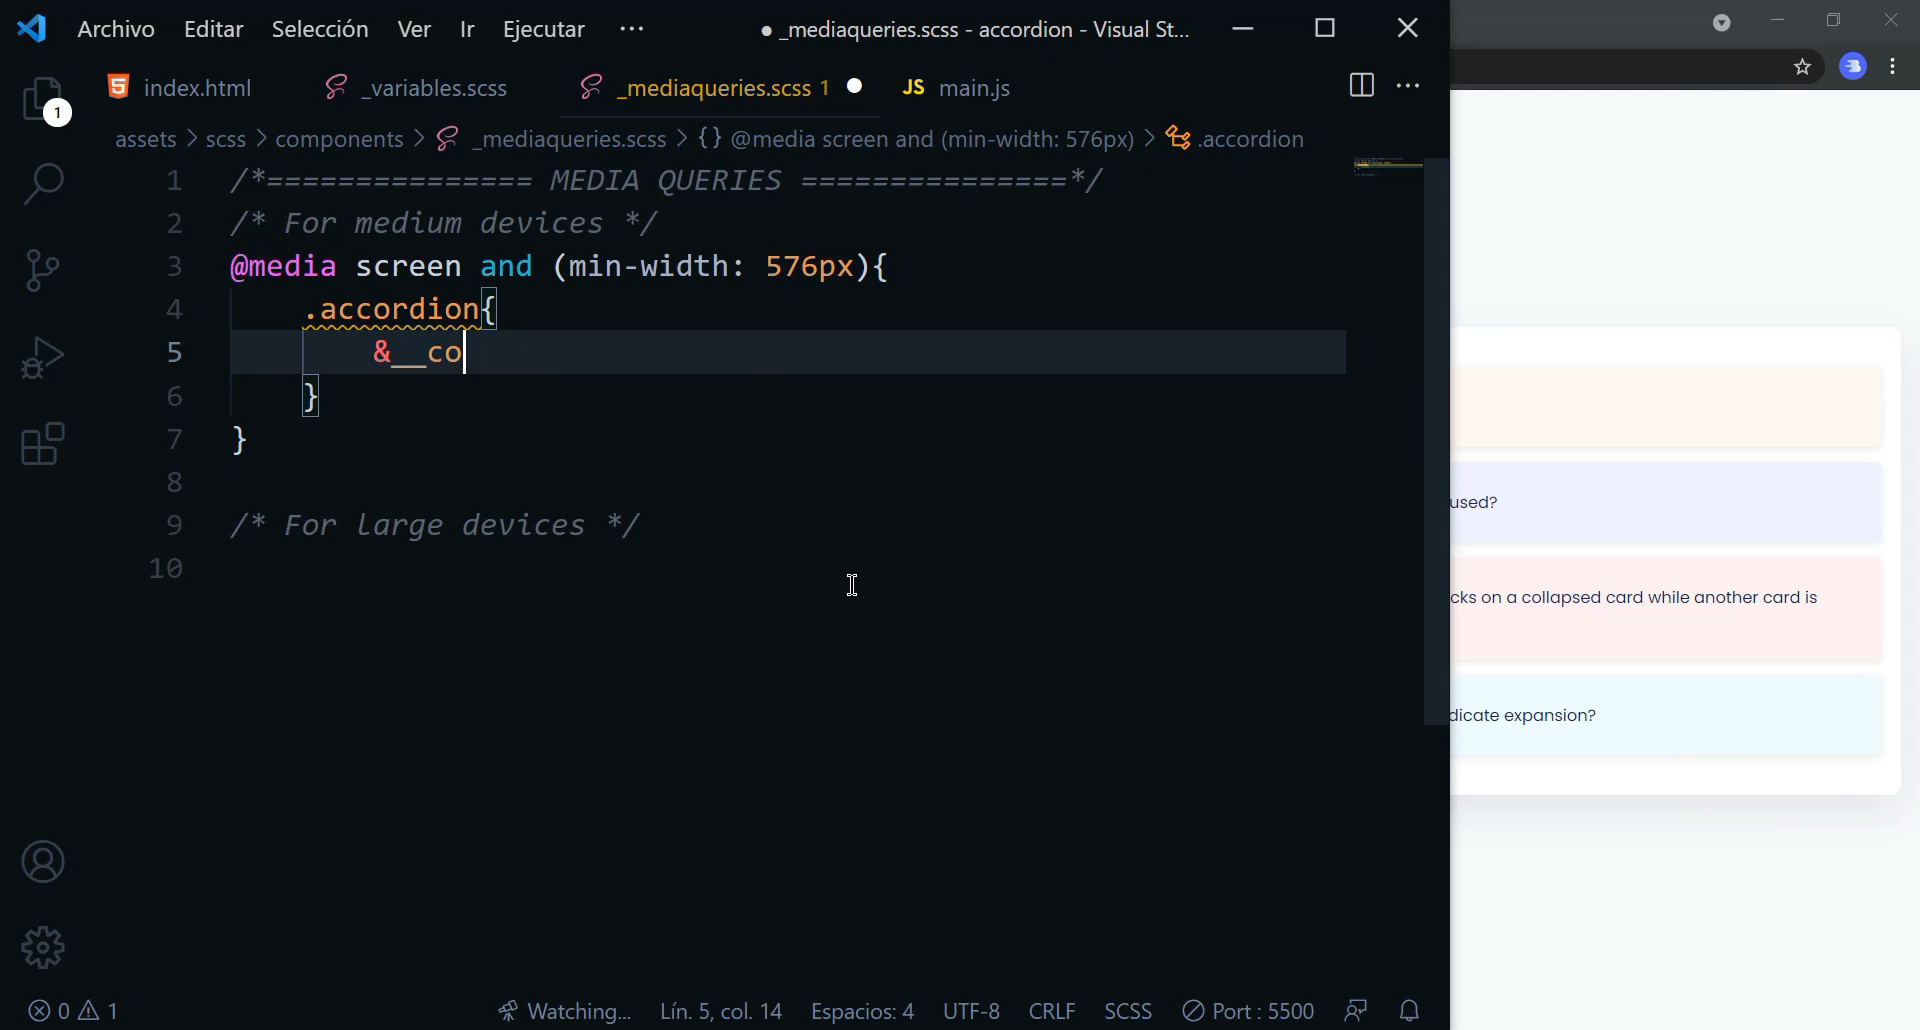 Archivo Editar Selección Ver Ir Ejecutar ··· ● _mediaqueries.scss - accordion - Visual St...
index.html _variables.scss _mediaqueries.scss 1 JS main.js
assets > scss > components > _mediaqueries.scss > {} @media screen and (min-width: 576px) > .accordion
1 /*=============== MEDIA QUERIES ===============*/
2 /* For medium devices */
3 @media screen and (min-width: 576px){
4 .accordion{
5 &__co
6 }
7 }
8
9 /* For large devices */
10
1
used?
cks on a collapsed card while another card is
dicate expansion?
0 1 Watching... Lín. 5, col. 14 Espacios: 4 UTF-8 CRLF SCSS Port : 5500